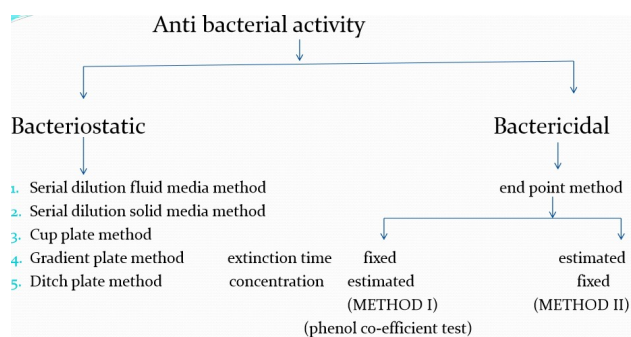 Anti bacterial activity
Bacteriostatic
Bactericidal
1. Serial dilution fluid media method
end point method
2. Serial dilution solid media method
3. Cup plate method
4. Gradient plate method
extinction time
fixed
estimated
5. Ditch plate method
concentration
estimated
fixed
(METHOD I)
(METHOD II)
(phenol co-efficient test)